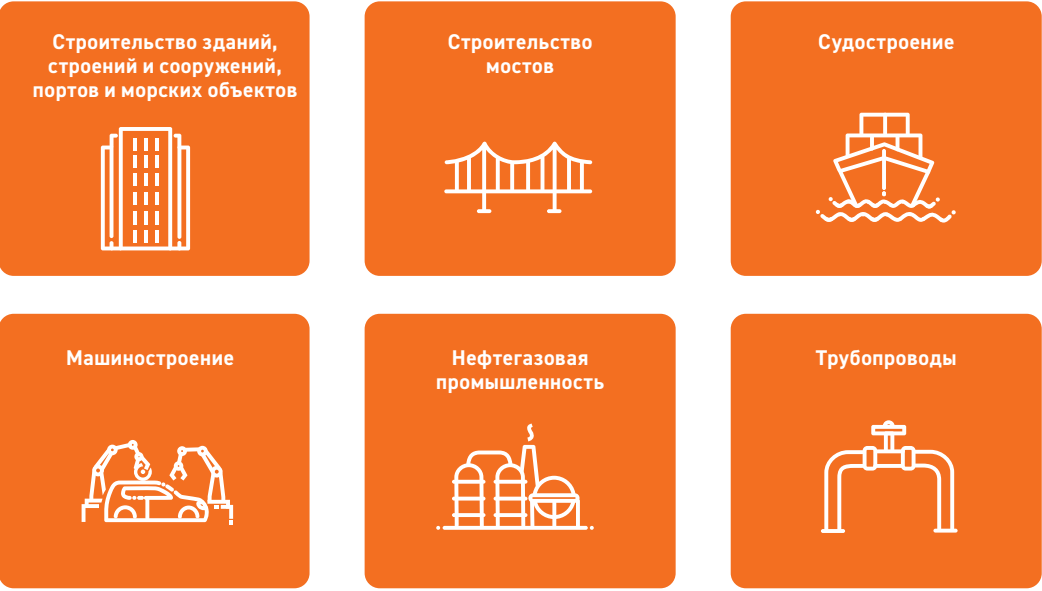 Строительство зданий,
строений и сооружений,
портов и морских объектов
Строительство
мостов
Судостроение
Машиностроение
Нефтегазовая
промышленность
Трубопроводы